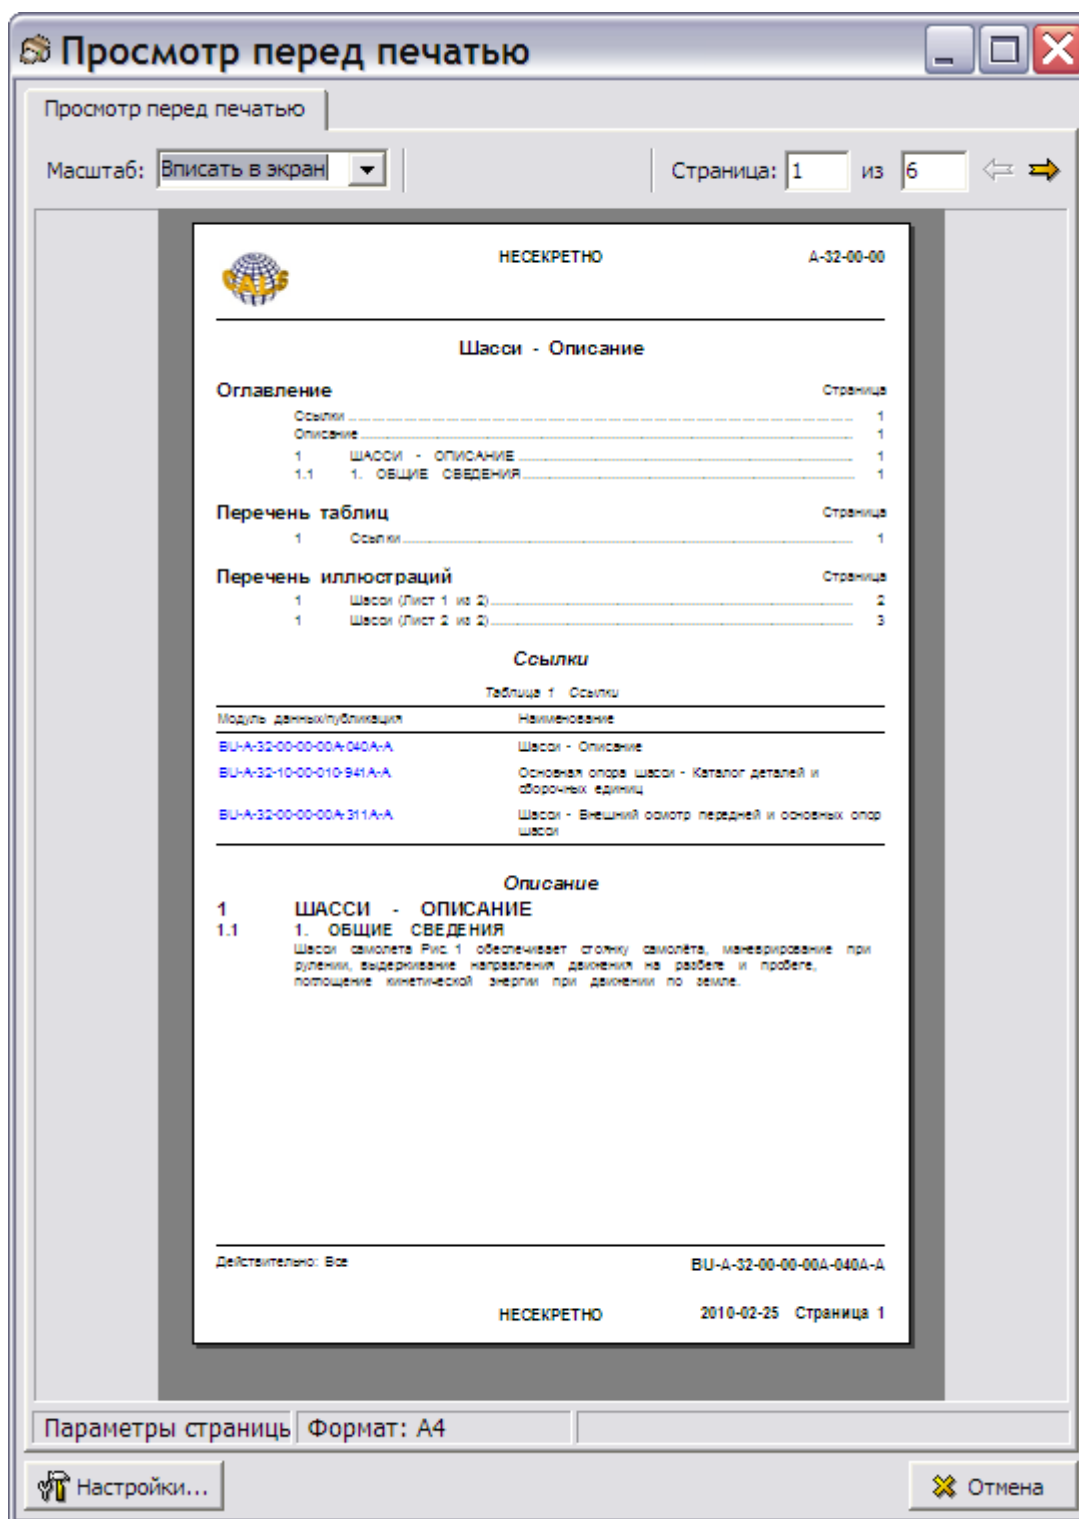 Просмотр перед печатью
Просмотр перед печатью
Масштаб: Вписать в экран Страница: 1 из 6
CALS НЕСЕКРЕТНО A-32-00-00
Шасси - Описание
Оглавление Страница
Ссылки 1
Описание 1
1 ШАССИ - ОПИСАНИЕ 1
1.1 1. ОБЩИЕ СВЕДЕНИЯ 1
Перечень таблиц Страница
1 Ссылки 1
Перечень иллюстраций Страница
1 Шасси (Лист 1 из 2) 2
1 Шасси (Лист 2 из 2) 3
Ссылки
Таблица 1 Ссылки
Модуль данных/публикация Наименование
BU-A-32-00-00-00A-040A-A Шасси - Описание
BU-A-32-10-00-010-941A-A Основная опора шасси - Каталог деталей и
сборочных единиц
BU-A-32-00-00-00A-311A-A Шасси - Внешний осмотр передней и основных опор
шасси
Описание
1 ШАССИ - ОПИСАНИЕ
1.1 1. ОБЩИЕ СВЕДЕНИЯ
Шасси самолета Рис. 1 обеспечивает стоянку самолёта, маневрирование при
рулении, выдерживание направления движения на разбеге и пробеге,
поглощение кинетической энергии при движении по земле.
Действительно: Все BU-A-32-00-00-00A-040A-A
НЕСЕКРЕТНО 2010-02-25 Страница 1
Параметры страниць Формат: A4
Настройки... Отмена